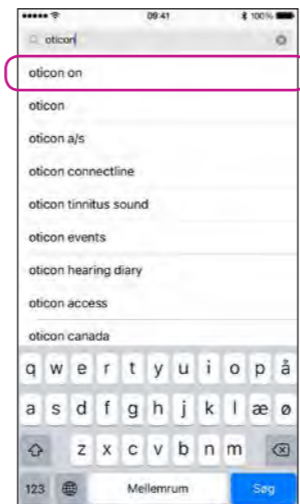 09:41 100%
oticon
oticon on
oticon
oticon a/s
oticon connectline
oticon tinnitus sound
oticon events
oticon hearing diary
oticon access
oticon canada
q w e r t y u i o p å
a s d f g h j k l æ ø
z x c v b n m
123 Mellemrum Søg